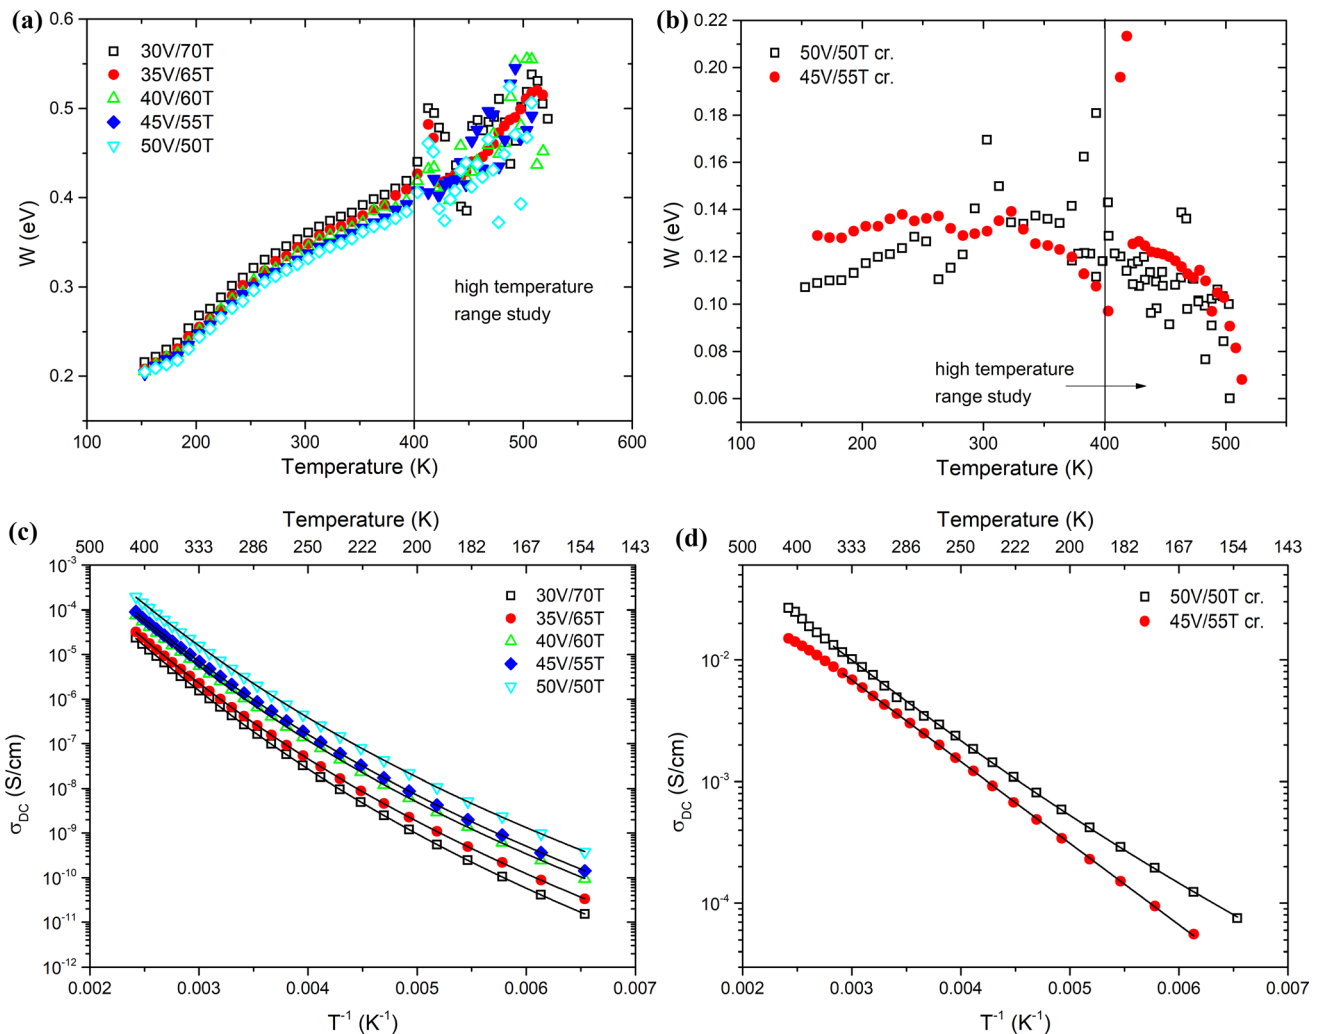 (a)
0.6
0.5
0.4
0.3
0.2
W (eV)
30V/70T
35V/65T
40V/60T
45V/55T
50V/50T
high temperature
range study
100 200 300 400 500 600
Temperature (K)
(b)
0.22
0.20
0.18
0.16
0.14
0.12
0.10
0.08
0.06
W (eV)
50V/50T cr.
45V/55T cr.
high temperature
range study
100 200 300 400 500
Temperature (K)
(c)
Temperature (K)
500 400 333 286 250 222 200 182 167 154 143
10⁻³
10⁻⁴
10⁻⁵
10⁻⁶
10⁻⁷
10⁻⁸
10⁻⁹
10⁻¹⁰
10⁻¹¹
10⁻¹²
σDC (S/cm)
30V/70T
35V/65T
40V/60T
45V/55T
50V/50T
0.002 0.003 0.004 0.005 0.006 0.007
T⁻¹ (K⁻¹)
(d)
Temperature (K)
500 400 333 286 250 222 200 182 167 154 143
10⁻²
10⁻³
10⁻⁴
σDC (S/cm)
50V/50T cr.
45V/55T cr.
0.002 0.003 0.004 0.005 0.006 0.007
T⁻¹ (K⁻¹)